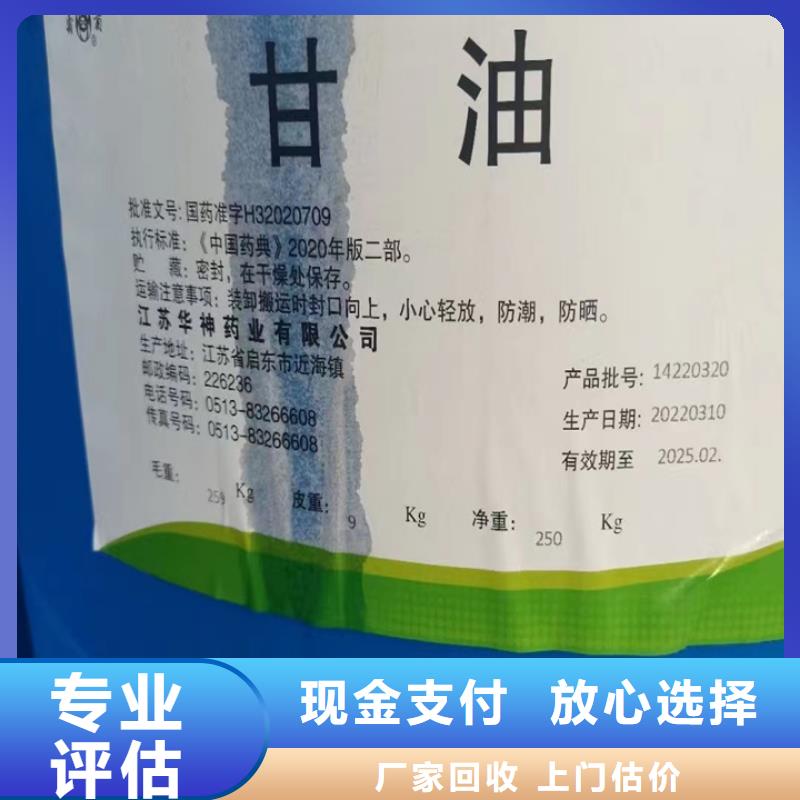 甘 油
批准文号: 国药准字H32020709
执行标准: 《中国药典》2020年版二部。
贮 藏: 密封, 在干燥处保存。
运输注意事项: 装卸搬运时封口向上, 小心轻放, 防潮, 防晒。
江苏华神药业有限公司
生产地址: 江苏省启东市近海镇
邮政编码: 226236
电话号码: 0513-83266608
传真号码: 0513-83266608
产品批号: 14220320
生产日期: 20220310
有效期至 2025.02.
毛重: 259 Kg 皮重: 9 Kg 净重: 250 Kg
专业
评估
现金支付 放心选择
厂家回收 上门估价